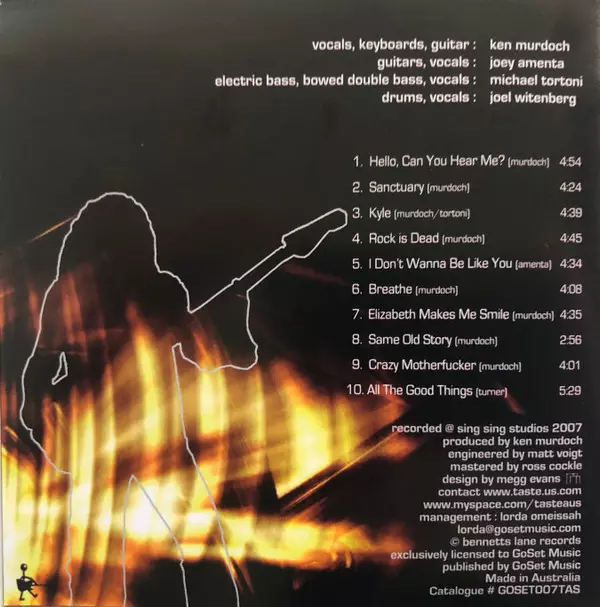 vocals, keyboards, guitar : ken murdoch
guitars, vocals : joey amenta
electric bass, bowed double bass, vocals : michael tortoni
drums, vocals : joel witenberg
1. Hello, Can You Hear Me? (murdoch) 4:54
2. Sanctuary (murdoch) 4:24
3. Kyle (murdoch/tortoni) 4:39
4. Rock is Dead (murdoch) 4:45
5. I Don't Wanna Be Like You (amenta) 4:34
6. Breathe (murdoch) 4:08
7. Elizabeth Makes Me Smile (murdoch) 4:35
8. Same Old Story (murdoch) 2:56
9. Crazy Motherfucker (murdoch) 4:01
10. All The Good Things (turner) 5:29
recorded @ sing sing studios 2007
produced by ken murdoch
engineered by matt voigt
mastered by ross cockle
design by megg evans
contact www.taste.us.com
www.myspace.com/tasteaus
management : lorda omeissah
lorda@gosetmusic.com
© bennetts lane records
exclusively licensed to GoSet Music
published by GoSet Music
Made in Australia
Catalogue # GOSET007TAS